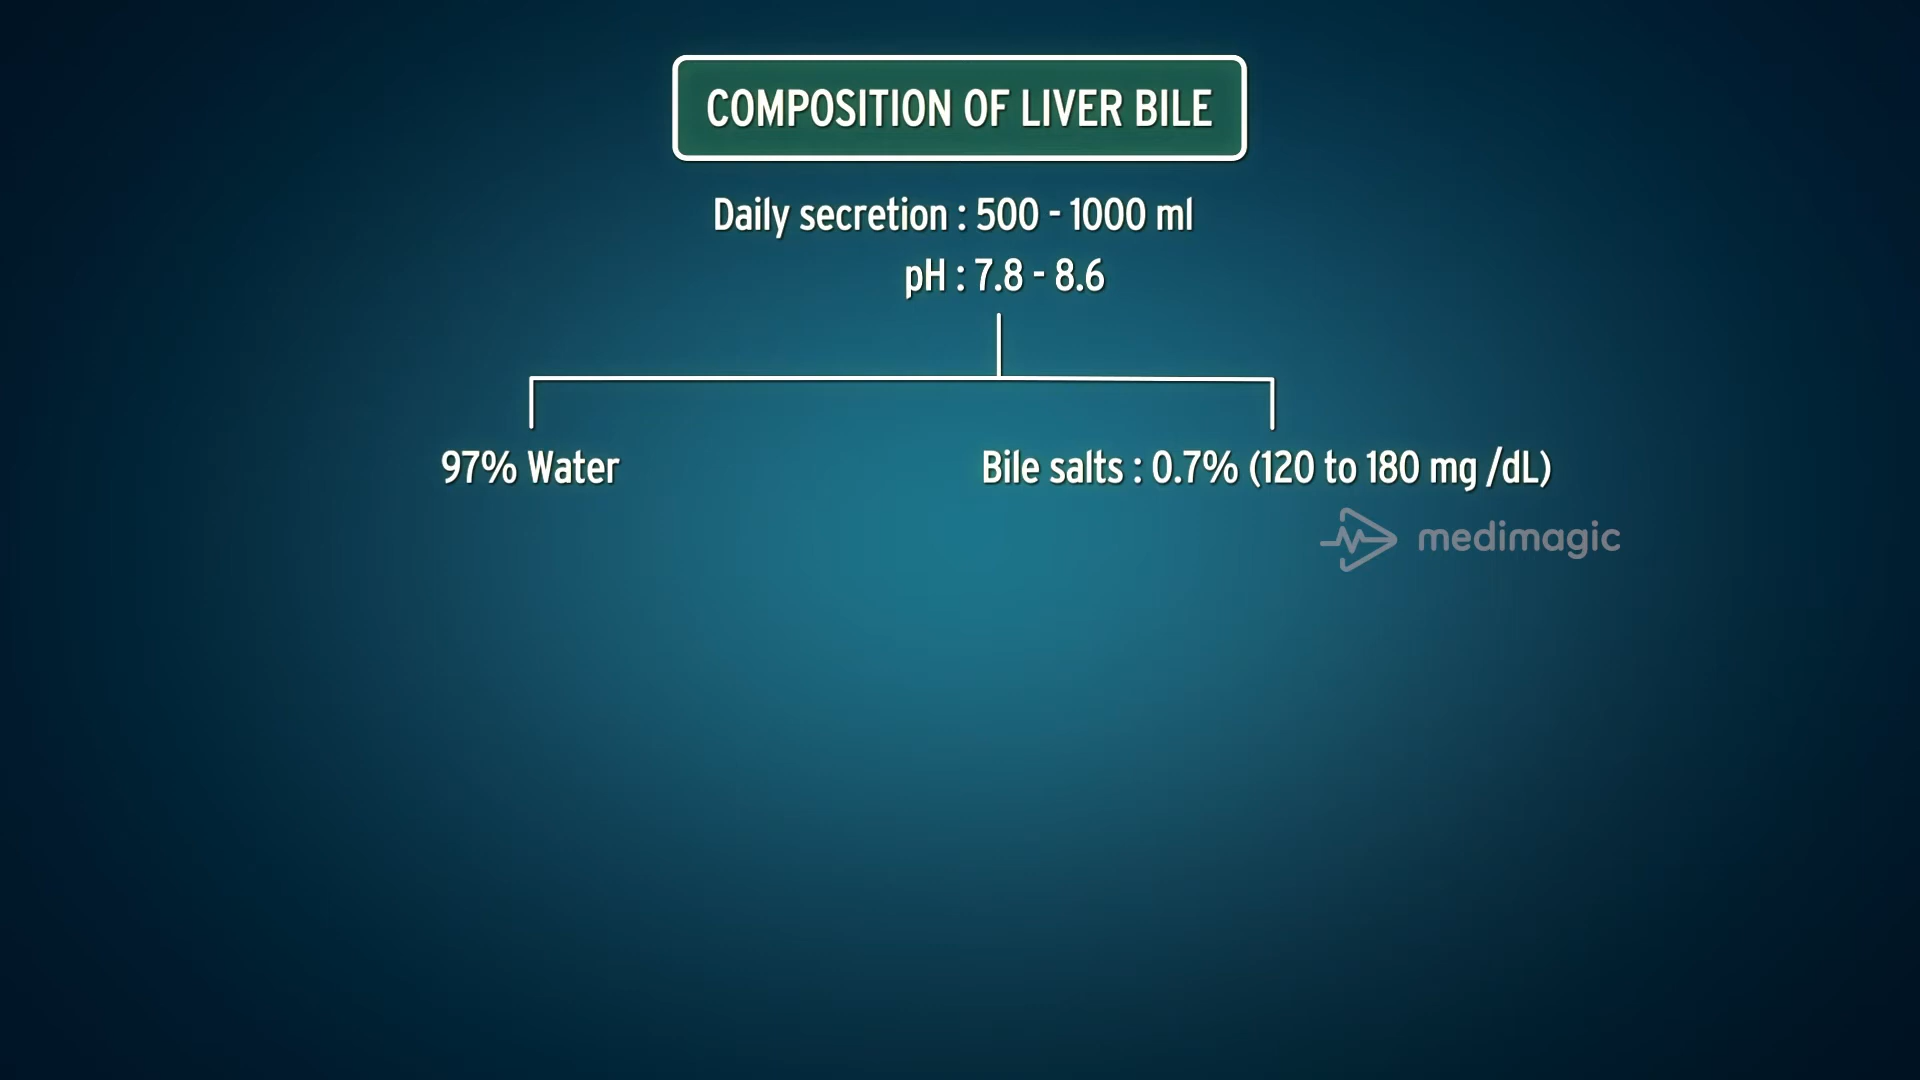 COMPOSITION OF LIVER BILE
Daily secretion : 500 - 1000 ml
pH : 7.8 - 8.6
97% Water
Bile salts : 0.7% (120 to 180 mg /dL)
medimagic